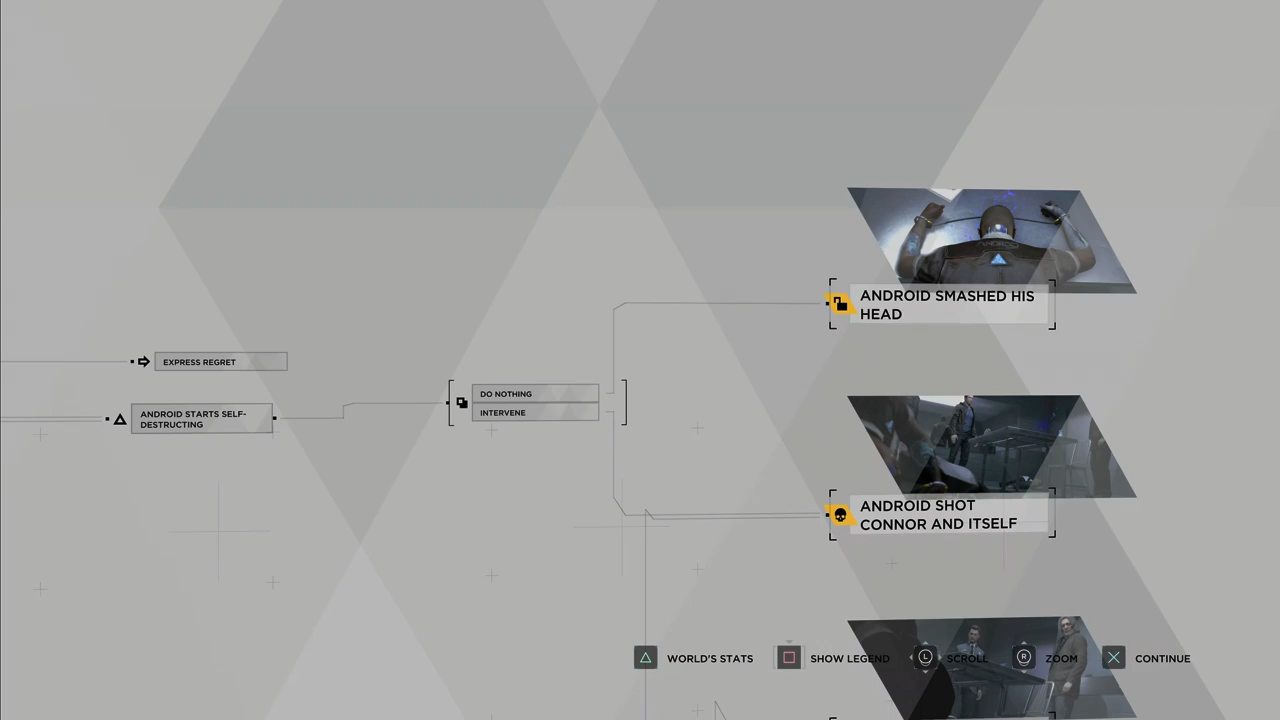 ANDROID SMASHED HIS
HEAD
EXPRESS REGRET
ANDROID STARTS SELF-
DESTRUCTING
DO NOTHING
INTERVENE
ANDROID SHOT
CONNOR AND ITSELF
WORLD'S STATS
SHOW LEGEND
L
SCROLL
R
ZOOM
CONTINUE